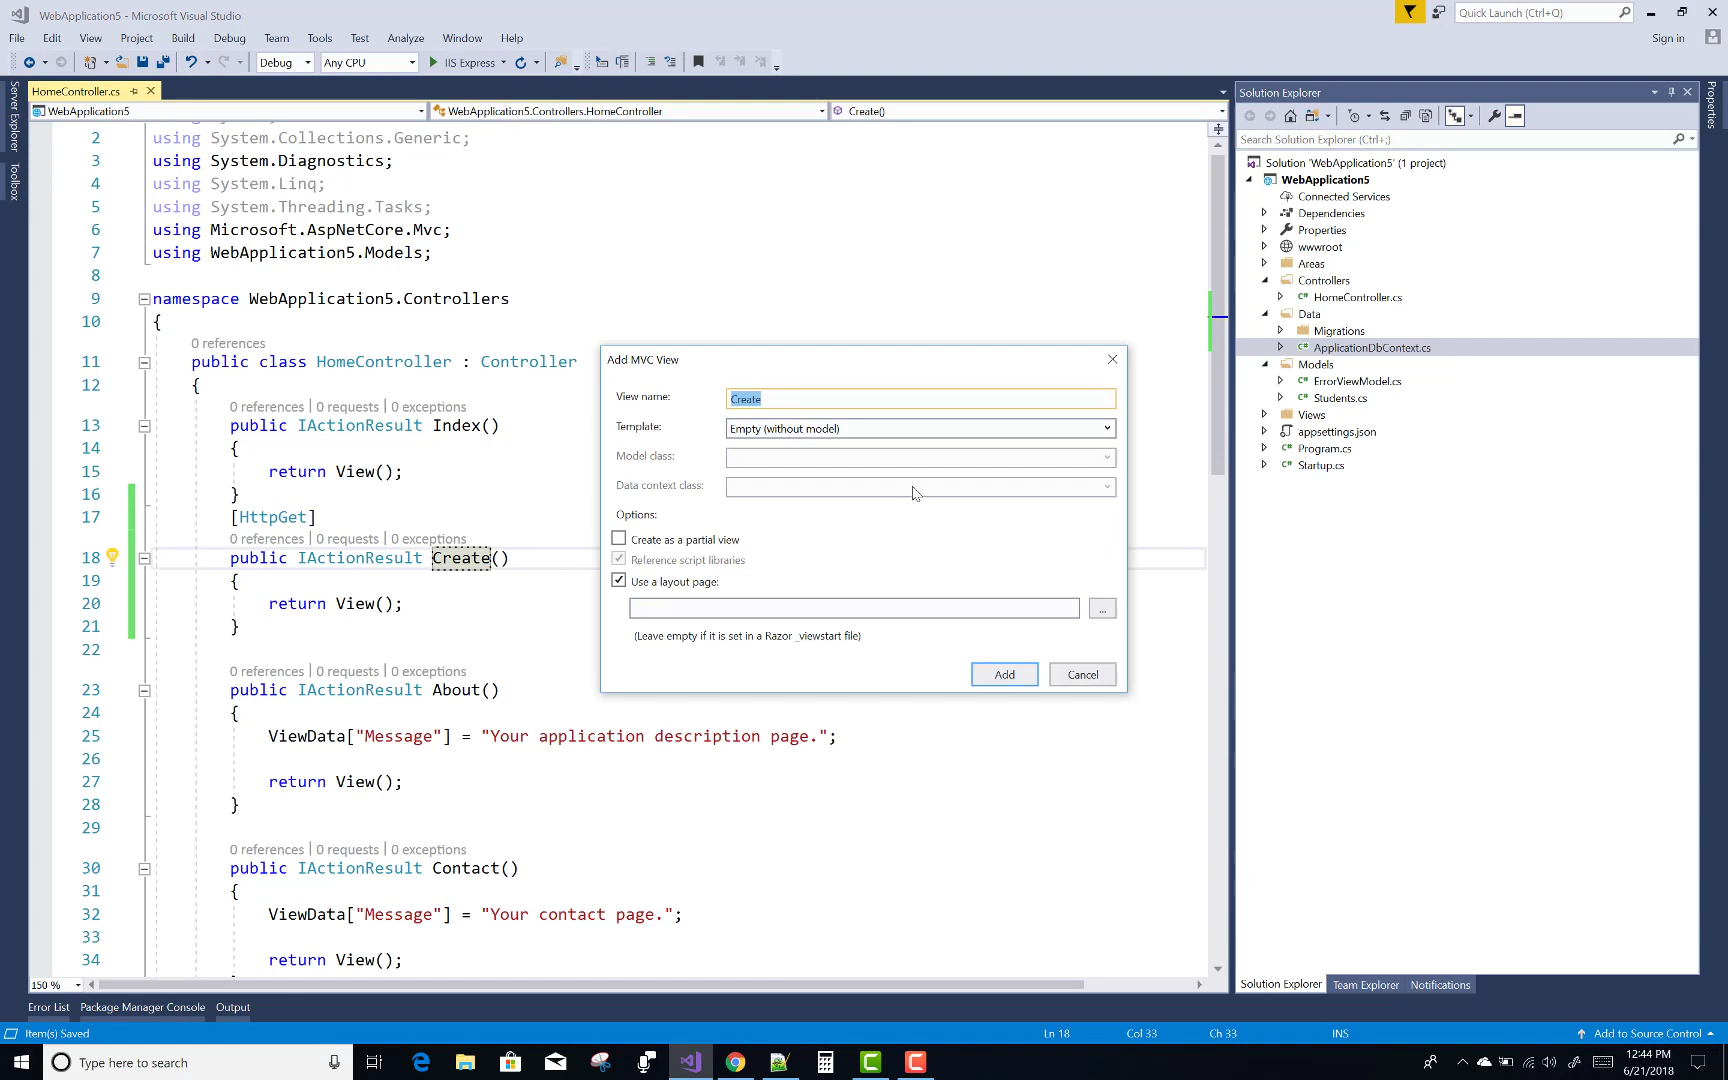 WebApplication5 - Microsoft Visual Studio
Quick Launch (Ctrl+Q)
File Edit View Project Build Debug Team Tools Test Analyze Window Help
Sign in
Debug Any CPU IIS Express
Server Explorer
Toolbox
HomeController.cs
WebApplication5 WebApplication5.Controllers.HomeController Create()
2 using System.Collections.Generic;
3 using System.Diagnostics;
4 using System.Linq;
5 using System.Threading.Tasks;
6 using Microsoft.AspNetCore.Mvc;
7 using WebApplication5.Models;
8
9 namespace WebApplication5.Controllers
10 {
0 references
11 public class HomeController : Controller
12 {
0 references | 0 requests | 0 exceptions
13 public IActionResult Index()
14 {
15 return View();
16 }
17 [HttpGet]
0 references | 0 requests | 0 exceptions
18 public IActionResult Create()
19 {
20 return View();
21 }
22
0 references | 0 requests | 0 exceptions
23 public IActionResult About()
24 {
25 ViewData["Message"] = "Your application description page.";
26
27 return View();
28 }
29
0 references | 0 requests | 0 exceptions
30 public IActionResult Contact()
31 {
32 ViewData["Message"] = "Your contact page.";
33
34 return View();
150 %
Add MVC View
View name: Create
Template: Empty (without model)
Model class:
Data context class:
Options:
Create as a partial view
Reference script libraries
Use a layout page:
...
(Leave empty if it is set in a Razor _viewstart file)
Add Cancel
Solution Explorer
Search Solution Explorer (Ctrl+;)
Solution 'WebApplication5' (1 project)
WebApplication5
Connected Services
Dependencies
Properties
wwwroot
Areas
Controllers
HomeController.cs
Data
Migrations
ApplicationDbContext.cs
Models
ErrorViewModel.cs
Students.cs
Views
appsettings.json
Program.cs
Startup.cs
Properties
Solution Explorer Team Explorer Notifications
Error List Package Manager Console Output
Item(s) Saved Ln 18 Col 33 Ch 33 INS Add to Source Control
Type here to search
12:44 PM
6/21/2018